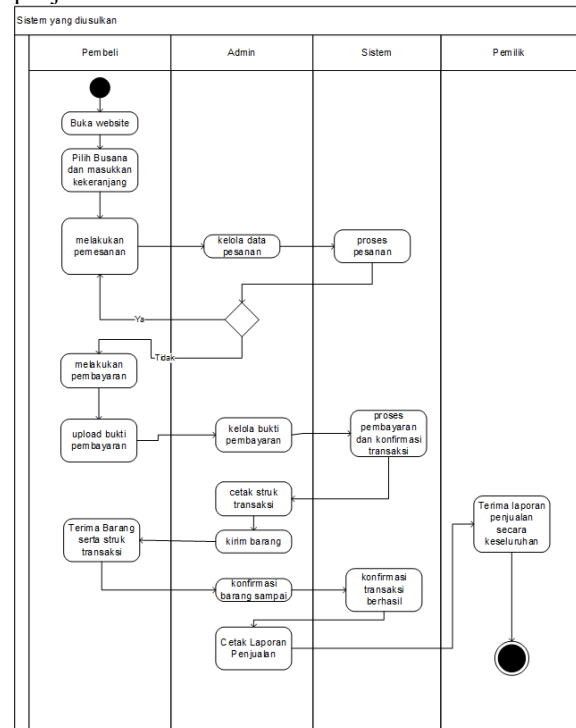 Sistem yang diusulkan
Pembeli
Admin
Sistem
Pemilik
Buka website
Pilih Busana
dan masukkan
kekeranjang
melakukan
pemesanan
kelola data
pesanan
proses
pesanan
Ya
Tidak
melakukan
pembayaran
upload bukti
pembayaran
kelola bukti
pembayaran
proses
pembayaran
dan konfirmasi
transaksi
cetak struk
transaksi
kirim barang
Terima Barang
serta struk
transaksi
Terima laporan
penjualan
secara
keseluruhan
konfirmasi
barang sampai
konfirmasi
transaksi
berhasil
Cetak Laporan
Penjualan